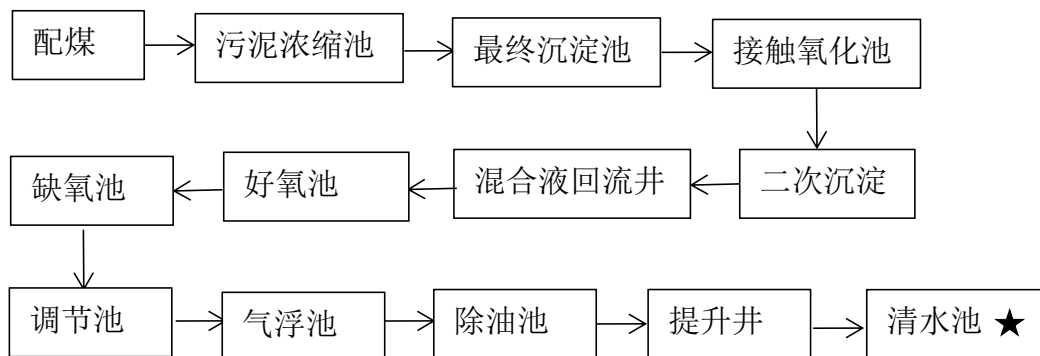 配煤
污泥浓缩池
最终沉淀池
接触氧化池
缺氧池
好氧池
混合液回流井
二次沉淀
调节池
气浮池
除油池
提升井
清水池 ★